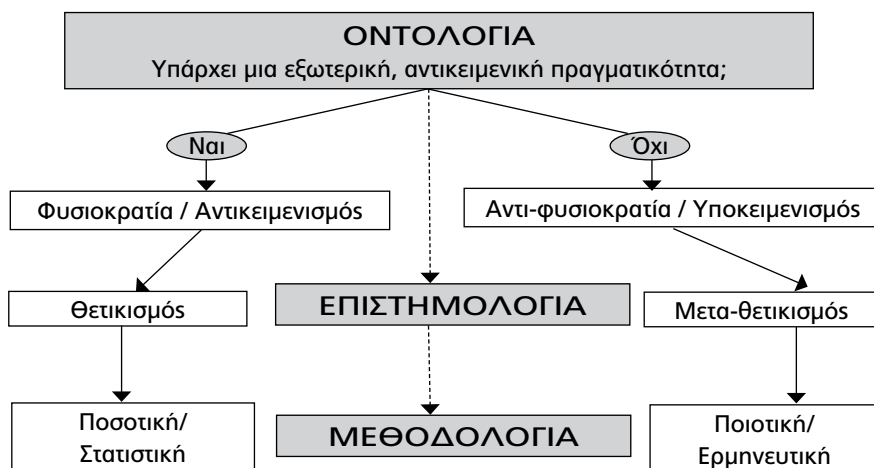 ΟΝΤΟΛΟΓΙΑ
Υπάρχει μια εξωτερική, αντικειμενική πραγματικότητα;
Ναι
Όχι
Φυσιοκρατία / Αντικειμενισμός
Αντι-φυσιοκρατία / Υποκειμενισμός
Θετικισμός
ΕΠΙΣΤΗΜΟΛΟΓΙΑ
Μετα-θετικισμός
Ποσοτική/
Στατιστική
ΜΕΘΟΔΟΛΟΓΙΑ
Ποιοτική/
Ερμηνευτική